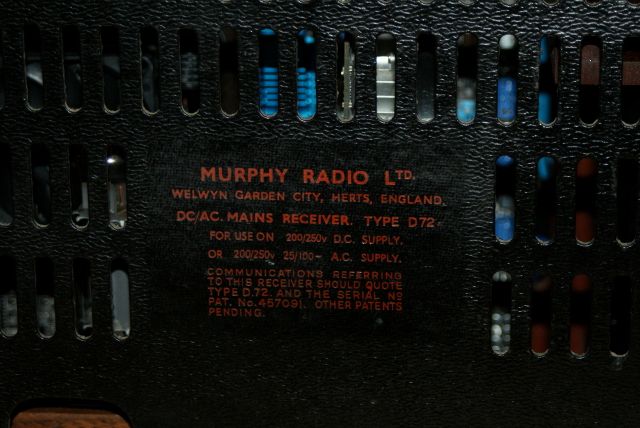 MURPHY RADIO LTD.
WELWYN GARDEN CITY, HERTS, ENGLAND.
DC/AC. MAINS RECEIVER. TYPE D72.
FOR USE ON 200/250V D.C. SUPPLY.
OR 200/250V 25/100~ A.C. SUPPLY.
COMMUNICATIONS REFERRING
TO THIS RECEIVER SHOULD QUOTE
TYPE D.72. AND THE SERIAL NO
PAT. No.457091. OTHER PATENTS
PENDING.